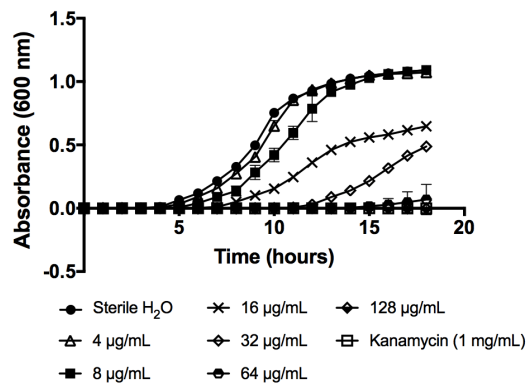 1.5
1.0
0.5
0.0
-0.5
Absorbance (600 nm)
5
10
15
20
Time (hours)
Sterile H₂O
16 µg/mL
128 µg/mL
4 µg/mL
32 µg/mL
Kanamycin (1 mg/mL)
8 µg/mL
64 µg/mL